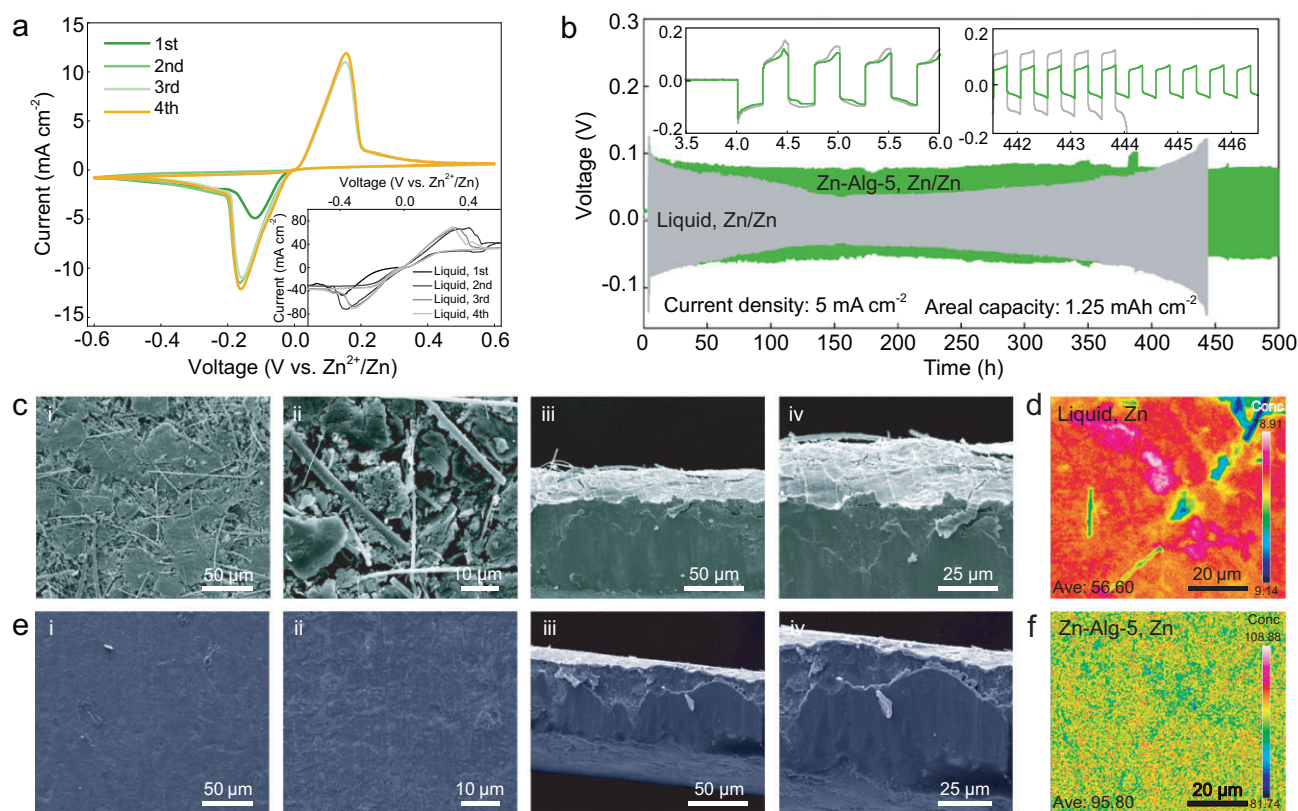 a
15
10
5
0
-5
-10
-15
Current (mA cm⁻²)
1st
2nd
3rd
4th
-0.6
-0.4
-0.2
0.0
0.2
0.4
0.6
Voltage (V vs. Zn²⁺/Zn)
Voltage (V vs. Zn²⁺/Zn)
-0.4
0.0
0.4
80
40
0
-40
-80
Current (mA cm⁻²)
Liquid, 1st
Liquid, 2nd
Liquid, 3rd
Liquid, 4th
b
0.3
0.2
0.1
0.0
-0.1
Voltage (V)
0.2
0.0
-0.2
3.5
4.0
4.5
5.0
5.5
6.0
0.2
0.0
-0.2
442
443
444
445
446
Zn-Alg-5, Zn/Zn
Liquid, Zn/Zn
Current density: 5 mA cm⁻²
Areal capacity: 1.25 mAh cm⁻²
0
50
100
150
200
250
300
350
400
450
500
Time (h)
c
i
50 µm
ii
10 µm
iii
50 µm
iv
25 µm
d
Liquid, Zn
Conc
78.91
9.14
Ave: 56.60
20 µm
e
i
50 µm
ii
10 µm
iii
50 µm
iv
25 µm
f
Zn-Alg-5, Zn
Conc
108.88
81.74
Ave: 95.80
20 µm